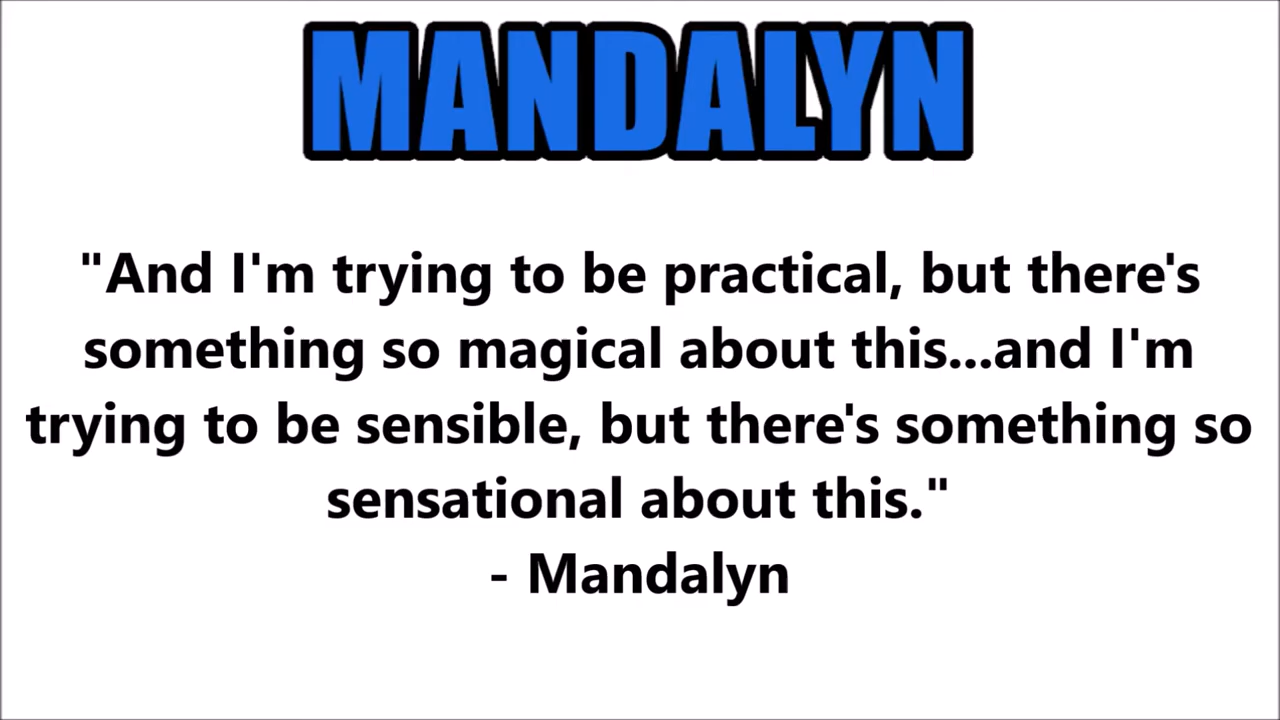 MANDALYN
"And I'm trying to be practical, but there's
something so magical about this...and I'm
trying to be sensible, but there's something so
sensational about this."
- Mandalyn